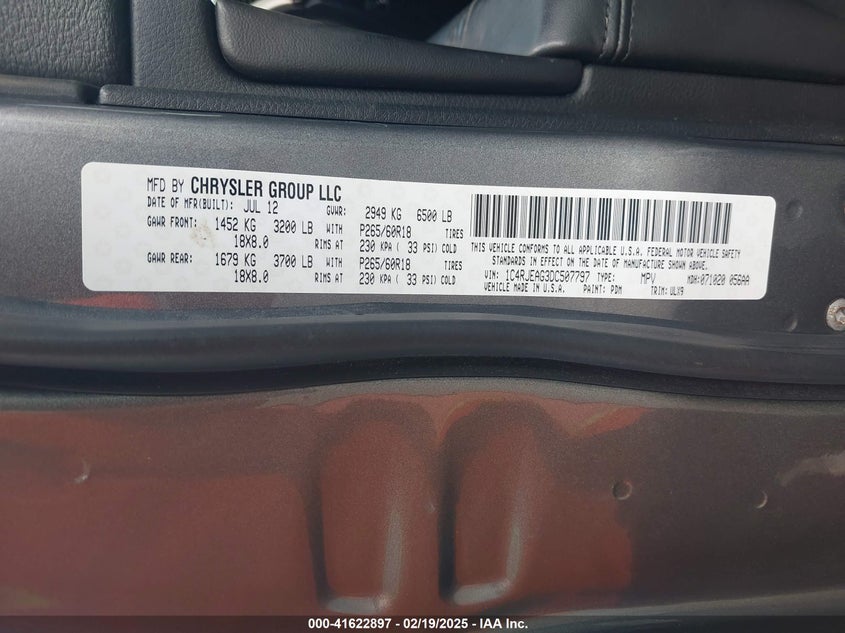 MFD BY CHRYSLER GROUP LLC
DATE OF MFR(BUILT): JUL 12 GVWR: 2949 KG 6500 LB
GAWR FRONT: 1452 KG 3200 LB WITH P265/60R18 TIRES
18X8.0 RIMS AT 230 KPA ( 33 PSI) COLD
GAWR REAR: 1679 KG 3700 LB WITH P265/60R18 TIRES
18X8.0 RIMS AT 230 KPA ( 33 PSI) COLD
THIS VEHICLE CONFORMS TO ALL APPLICABLE U.S.A. FEDERAL MOTOR VEHICLE SAFETY
STANDARDS IN EFFECT ON THE DATE OF MANUFACTURE SHOWN ABOVE.
VIN: 1C4RJEAG3DC507797 TYPE: MPV MDH:071020 056AA
VEHICLE MADE IN U.S.A. PAINT: PDM TRIM: ULX9
000-41622897 - 02/19/2025 - IAA Inc.